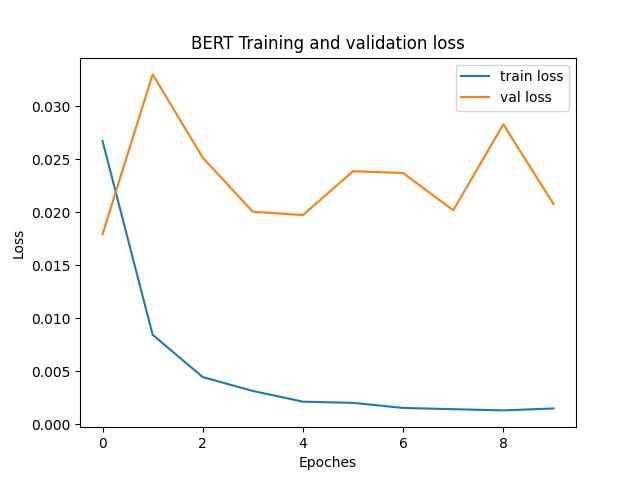 BERT Training and validation loss
train loss
val loss
0.030
0.025
0.020
0.015
0.010
0.005
0.000
Loss
0 2 4 6 8
Epoches